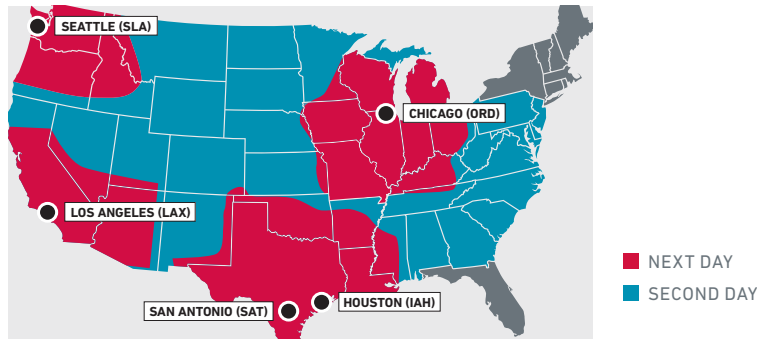 SEATTLE (SLA)
CHICAGO (ORD)
LOS ANGELES (LAX)
NEXT DAY
SECOND DAY
SAN ANTONIO (SAT)
HOUSTON (IAH)